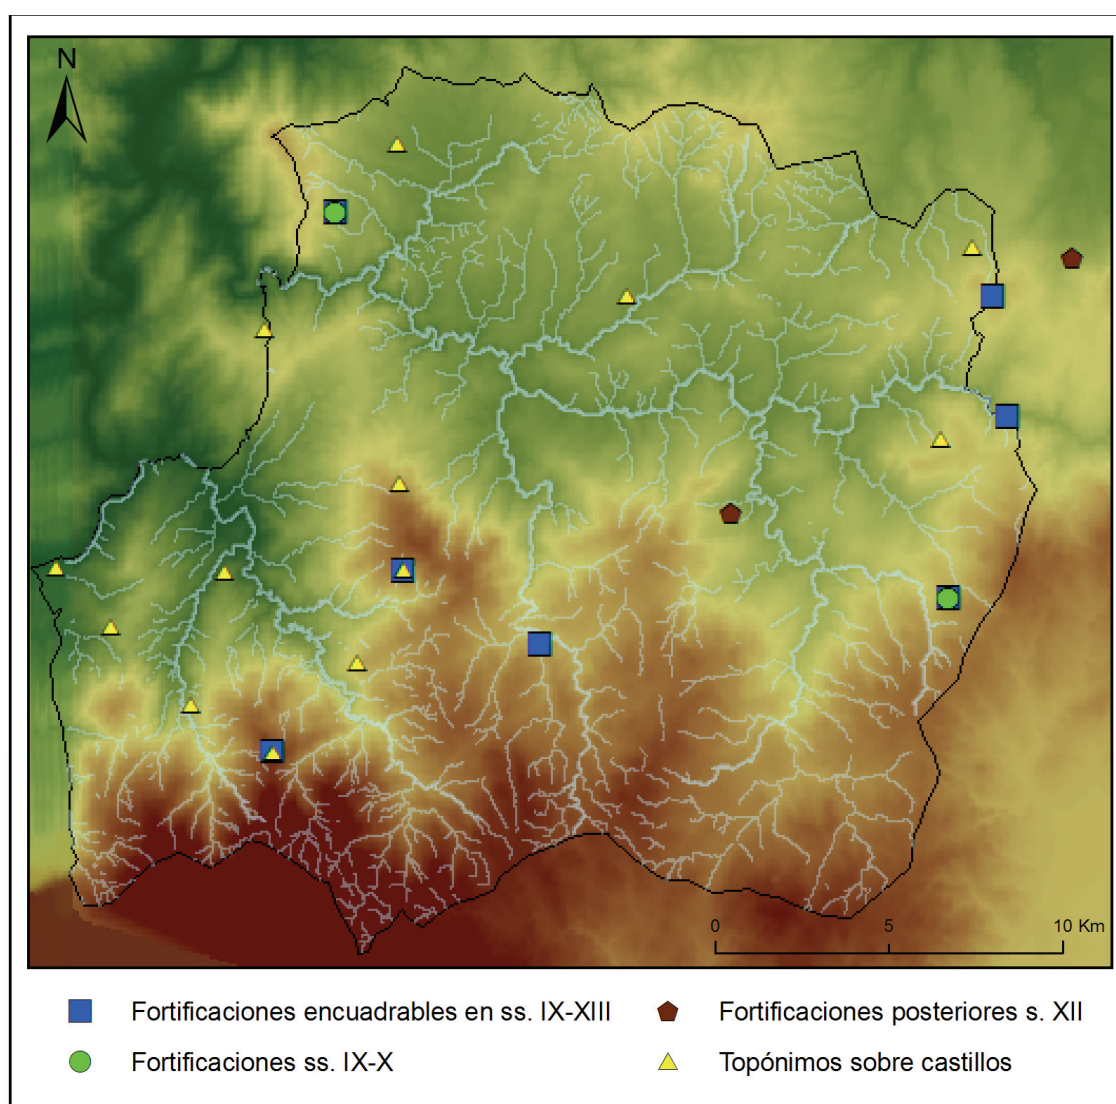 N
0 5 10 Km
Fortificaciones encuadrables en ss. IX-XIII
Fortificaciones posteriores s. XII
Fortificaciones ss. IX-X
Topónimos sobre castillos